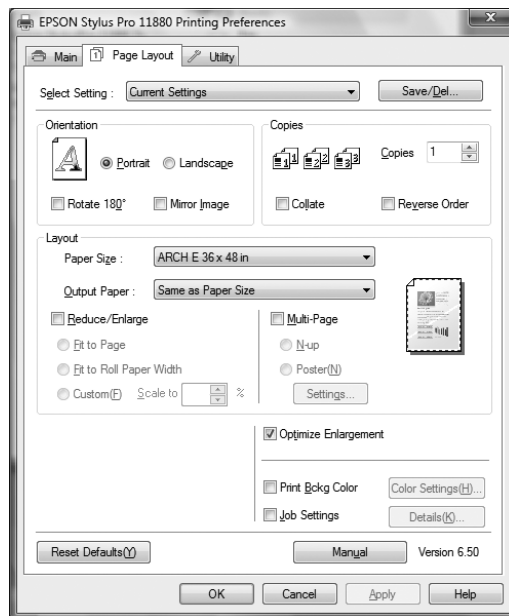 EPSON Stylus Pro 11880 Printing Preferences
Main
Page Layout
Utility
Select Setting :
Current Settings
Save/Del...
Orientation
Portrait
Landscape
Rotate 180°
Mirror Image
Copies
Copies
1
Collate
Reverse Order
Layout
Paper Size :
ARCH E 36 x 48 in
Output Paper :
Same as Paper Size
Reduce/Enlarge
Fit to Page
Fit to Roll Paper Width
Custom(F)
Scale to
%
Multi-Page
N-up
Poster(N)
Settings...
Optimize Enlargement
Print Bckg Color
Color Settings(H)...
Job Settings
Details(K)...
Reset Defaults(Y)
Manual
Version 6.50
OK
Cancel
Apply
Help